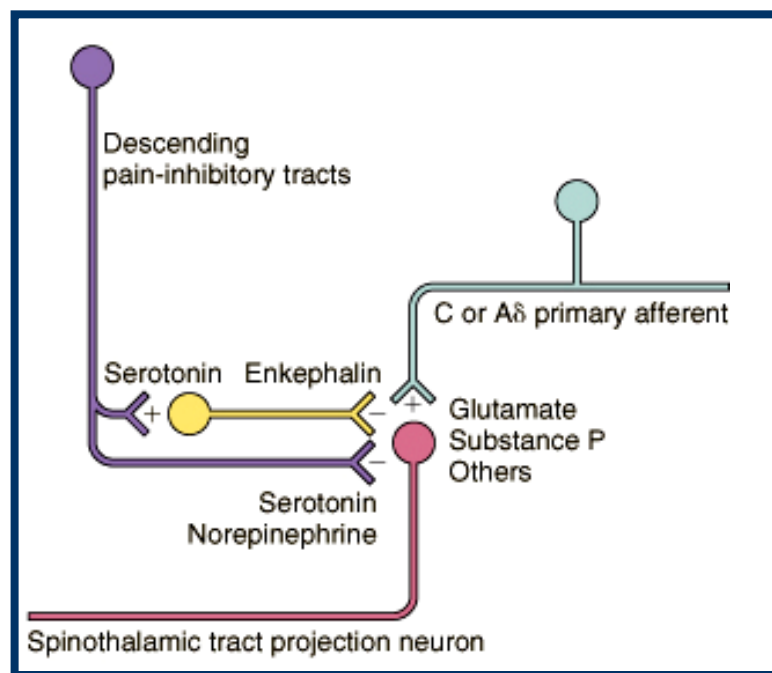 Descending
pain-inhibitory tracts
C or Aδ primary afferent
Serotonin
Enkephalin
+
−
+
Glutamate
Substance P
Others
−
Serotonin
Norepinephrine
Spinothalamic tract projection neuron